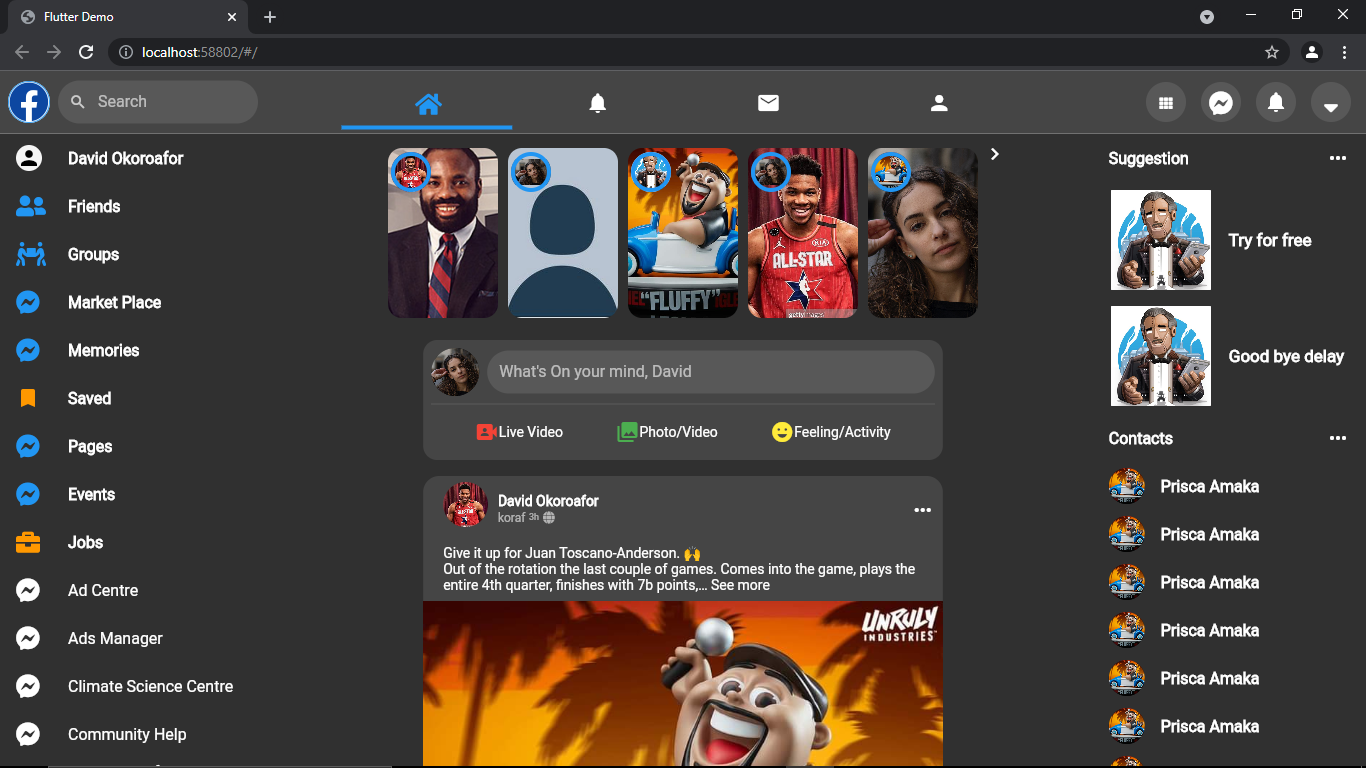 Flutter Demo
localhost:58802/#/
Search
David Okoroafor
Friends
Groups
Market Place
Memories
Saved
Pages
Events
Jobs
Ad Centre
Ads Manager
Climate Science Centre
Community Help
"FLUFFY"
KIA
ALL-STAR
gettyimages
What's On your mind, David
Live Video
Photo/Video
Feeling/Activity
David Okoroafor
koraf 3h
Give it up for Juan Toscano-Anderson. 🙌
Out of the rotation the last couple of games. Comes into the game, plays the
entire 4th quarter, finishes with 7b points,... See more
UNRULY
INDUSTRIES
Suggestion
Try for free
Good bye delay
Contacts
Prisca Amaka
Prisca Amaka
Prisca Amaka
Prisca Amaka
Prisca Amaka
Prisca Amaka